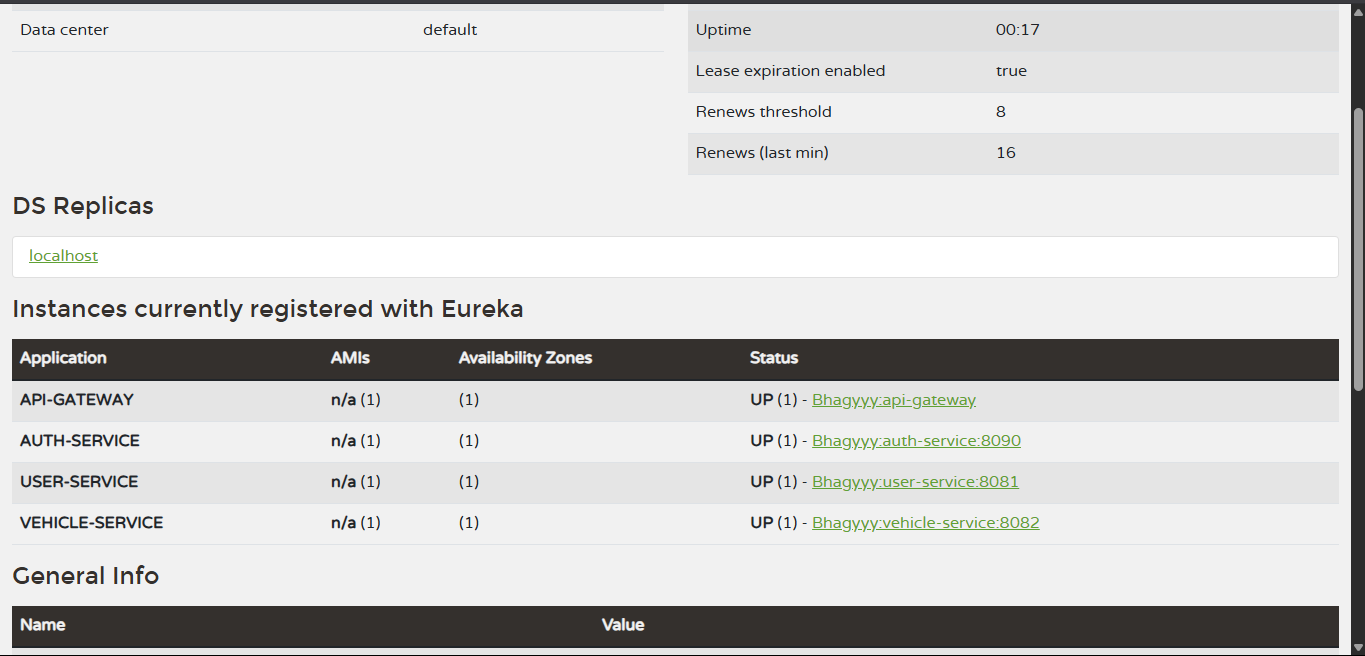 Data center default
Uptime 00:17
Lease expiration enabled true
Renews threshold 8
Renews (last min) 16
DS Replicas
localhost
Instances currently registered with Eureka
Application AMIs Availability Zones Status
API-GATEWAY n/a (1) (1) UP (1) - Bhagyyy:api-gateway
AUTH-SERVICE n/a (1) (1) UP (1) - Bhagyyy:auth-service:8090
USER-SERVICE n/a (1) (1) UP (1) - Bhagyyy:user-service:8081
VEHICLE-SERVICE n/a (1) (1) UP (1) - Bhagyyy:vehicle-service:8082
General Info
Name Value